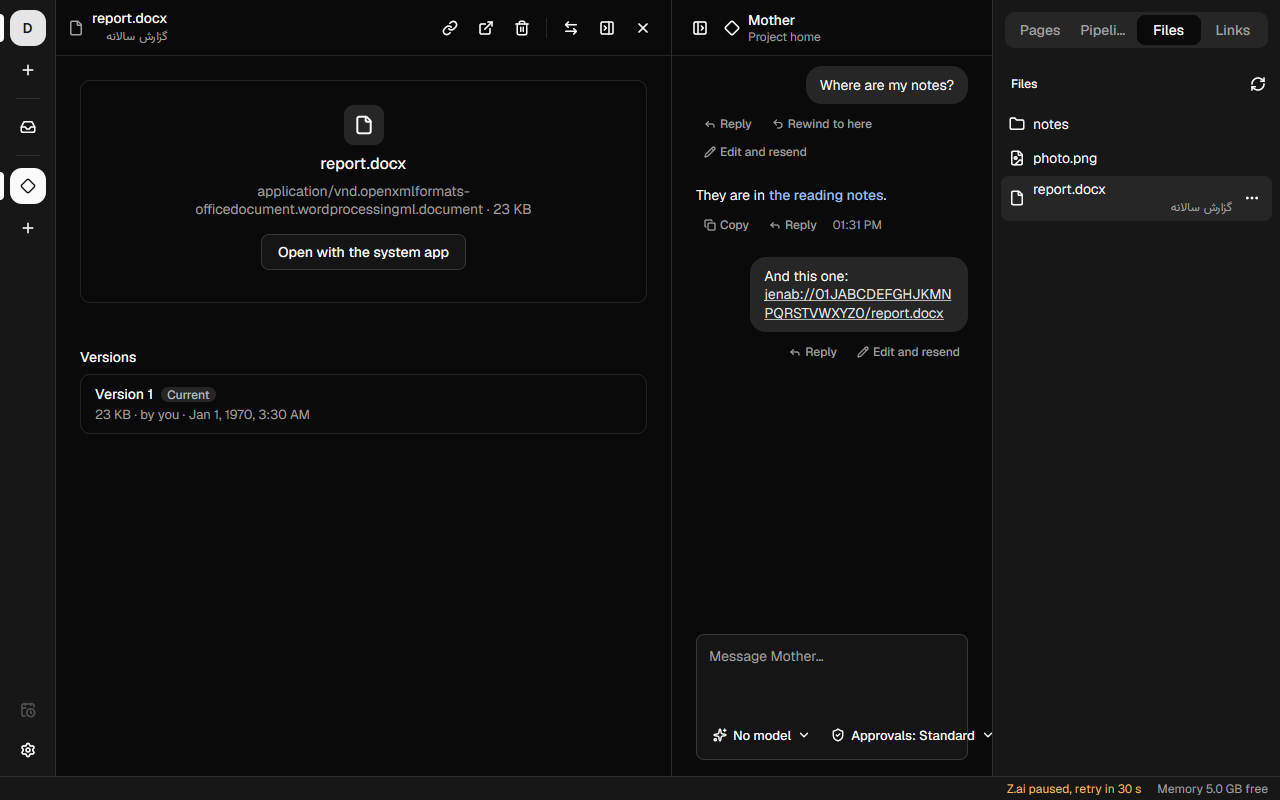 D
report.docx
گزارش سالانه
report.docx
application/vnd.openxmlformats-
officedocument.wordprocessingml.document · 23 KB
Open with the system app
Versions
Version 1 Current
23 KB · by you · Jan 1, 1970, 3:30 AM
Mother
Project home
Where are my notes?
Reply Rewind to here
Edit and resend
They are in the reading notes.
Copy Reply 01:31 PM
And this one:
jenab://01JABCDEFGHJKMN
PQRSTVWXYZ0/report.docx
Reply Edit and resend
Message Mother...
No model Approvals: Standard
Pages Pipeli... Files Links
Files
notes
photo.png
report.docx
گزارش سالانه
Z.ai paused, retry in 30 s Memory 5.0 GB free